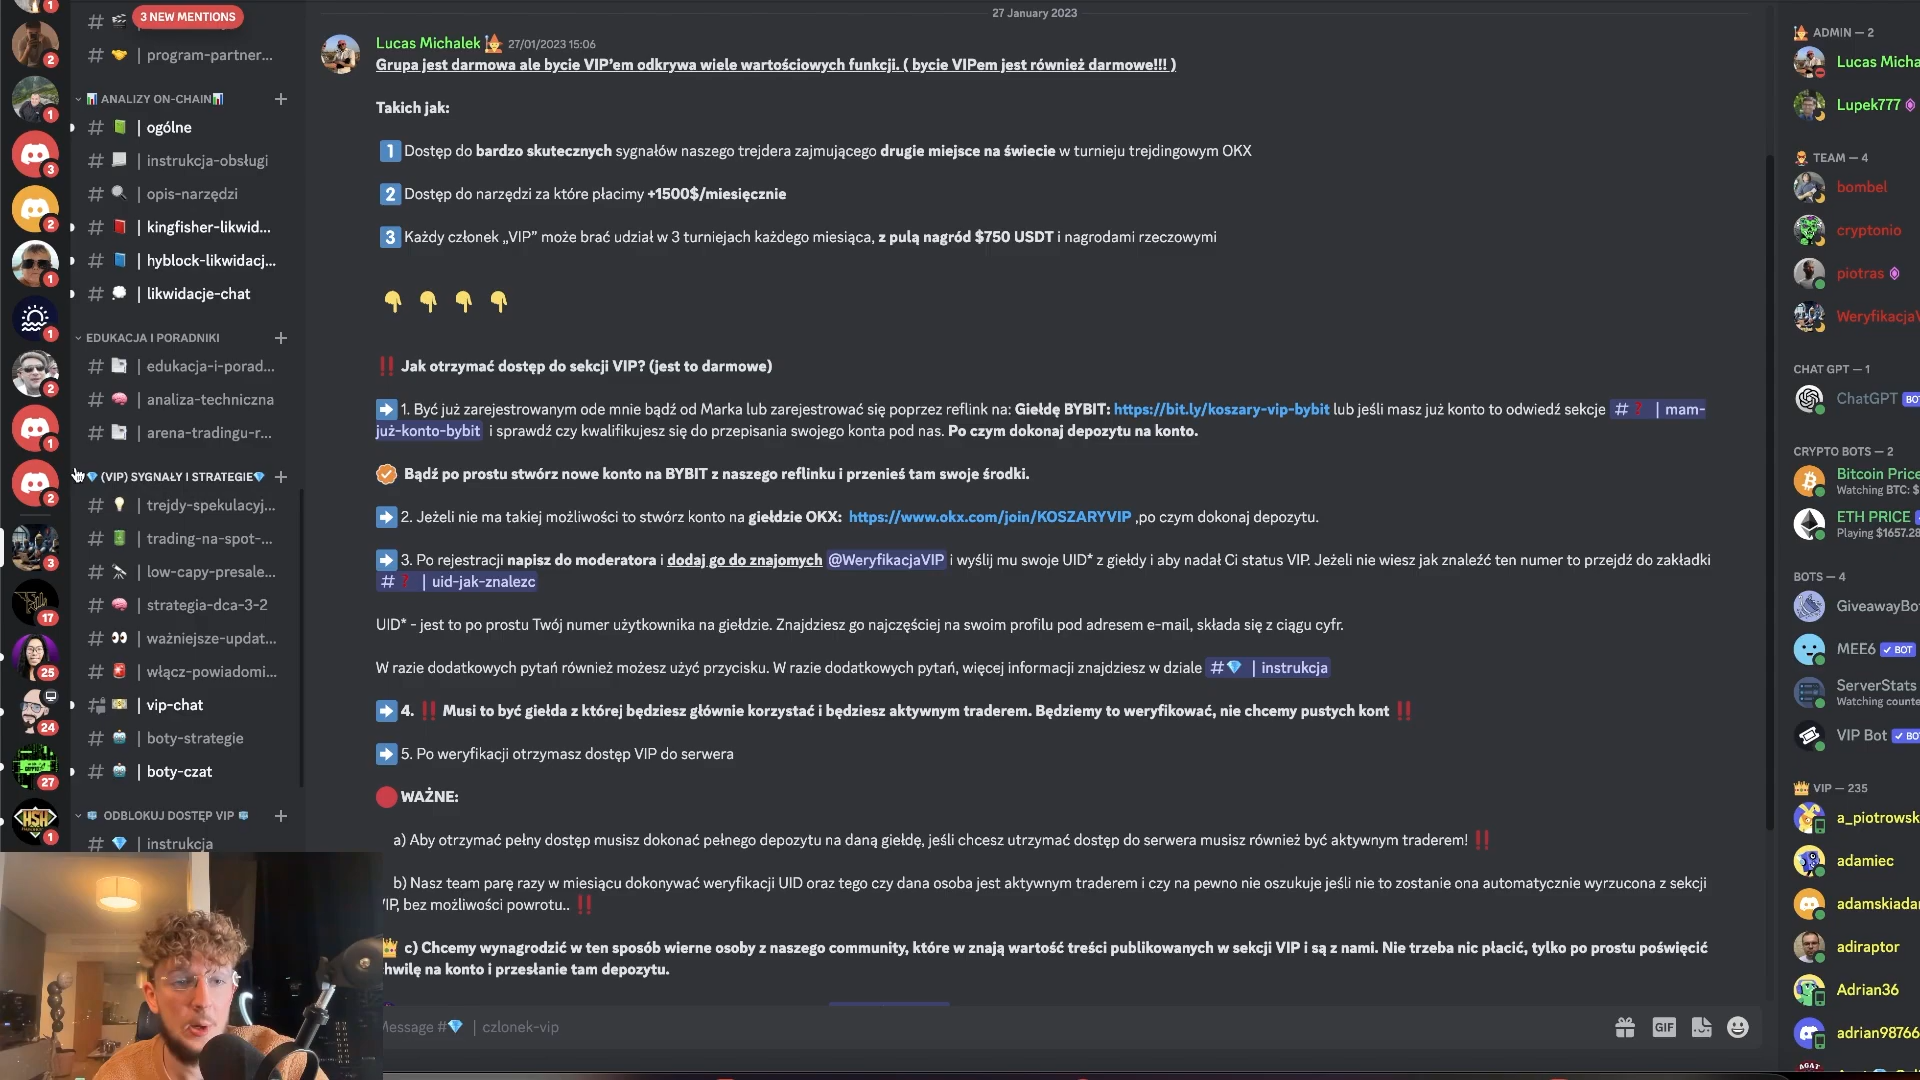 3 NEW MENTIONS
# | program-partner...
ANALIZY ON-CHAIN
# | ogólne
# | instrukcja-obsługi
# | opis-narzędzi
# | kingfisher-likwid...
# | hyblock-likwidacj...
# | likwidacje-chat
EDUKACJA I PORADNIKI
# | edukacja-i-porad...
# | analiza-techniczna
# | arena-tradingu-r...
(VIP) SYGNAŁY I STRATEGIE
# | trejdy-spekulacyj...
# | trading-na-spot-...
# | low-capy-presale...
# | strategia-dca-3-2
# | ważniejsze-updat...
# | włącz-powiadomi...
# | vip-chat
# | boty-strategie
# | boty-czat
ODBLOKUJ DOSTĘP VIP
# | instrukcja
1
2
1
3
2
1
1
2
1
2
3
17
25
24
27
HSH
1
27 January 2023
Lucas Michalek 27/01/2023 15:06
Grupa jest darmowa ale bycie VIP'em odkrywa wiele wartościowych funkcji. ( bycie VIPem jest również darmowe!!! )
Takich jak:
1 Dostęp do bardzo skutecznych sygnałów naszego trejdera zajmującego drugie miejsce na świecie w turnieju trejdingowym OKX
2 Dostęp do narzędzi za które płacimy +1500$/miesięcznie
3 Każdy członek „VIP” może brać udział w 3 turniejach każdego miesiąca, z pulą nagród $750 USDT i nagrodami rzeczowymi
‼ Jak otrzymać dostęp do sekcji VIP? (jest to darmowe)
➡ 1. Być już zarejestrowanym ode mnie bądź od Marka lub zarejestrować się poprzez reflink na: Giełdę BYBIT: https://bit.ly/koszary-vip-bybit lub jeśli masz już konto to odwiedź sekcje # ❓ | mam-
już-konto-bybit i sprawdź czy kwalifikujesz się do przepisania swojego konta pod nas. Po czym dokonaj depozytu na konto.
Bądź po prostu stwórz nowe konto na BYBIT z naszego reflinku i przenieś tam swoje środki.
➡ 2. Jeżeli nie ma takiej możliwości to stwórz konto na giełdzie OKX: https://www.okx.com/join/KOSZARYVIP ,po czym dokonaj depozytu.
➡ 3. Po rejestracji napisz do moderatora i dodaj go do znajomych @WeryfikacjaVIP i wyślij mu swoje UID* z giełdy i aby nadał Ci status VIP. Jeżeli nie wiesz jak znaleźć ten numer to przejdź do zakładki
# ❓ | uid-jak-znalezc
UID* - jest to po prostu Twój numer użytkownika na giełdzie. Znajdziesz go najczęściej na swoim profilu pod adresem e-mail, składa się z ciągu cyfr.
W razie dodatkowych pytań również możesz użyć przycisku. W razie dodatkowych pytań, więcej informacji znajdziesz w dziale # | instrukcja
➡ 4. ‼ Musi to być giełda z której będziesz głównie korzystać i będziesz aktywnym traderem. Będziemy to weryfikować, nie chcemy pustych kont ‼
➡ 5. Po weryfikacji otrzymasz dostęp VIP do serwera
WAŻNE:
a) Aby otrzymać pełny dostęp musisz dokonać pełnego depozytu na daną giełdę, jeśli chcesz utrzymać dostęp do serwera musisz również być aktywnym traderem! ‼
b) Nasz team parę razy w miesiącu dokonywać weryfikacji UID oraz tego czy dana osoba jest aktywnym traderem i czy na pewno nie oszukuje jeśli nie to zostanie ona automatycznie wyrzucona z sekcji
VIP, bez możliwości powrotu.. ‼
c) Chcemy wynagrodzić w ten sposób wierne osoby z naszego community, które w znają wartość treści publikowanych w sekcji VIP i są z nami. Nie trzeba nic płacić, tylko po prostu poświęcić
chwilę na konto i przesłanie tam depozytu.
Message # | czlonek-vip
GIF
ADMIN — 2
Lucas Micha
Lupek777
TEAM — 4
bombel
cryptonio
piotras
WeryfikacjaV
CHAT GPT — 1
ChatGPT BO
CRYPTO BOTS — 2
Bitcoin Price
Watching BTC: $
ETH PRICE
Playing $1657.28
BOTS — 4
GiveawayBo
MEE6 ✓ BOT
ServerStats
Watching counte
VIP Bot ✓ BO
VIP — 235
a_piotrowsk
adamiec
adamskiada
adiraptor
Adrian36
adrian98766
AGAT